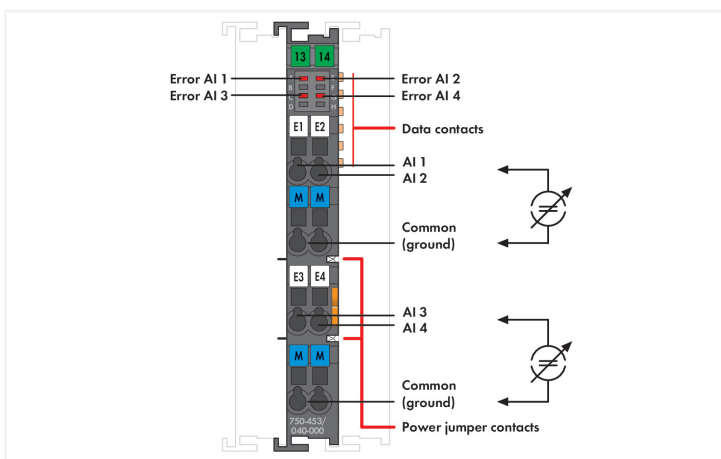 13 14
Error AI 1
Error AI 2
Error AI 3
Error AI 4
A
B
C
D
E
F
G
H
E1 E2
Data contacts
AI 1
AI 2
M M
Common
(ground)
E3 E4
AI 3
AI 4
M M
Common
(ground)
750-453/
040-000
Power jumper contacts